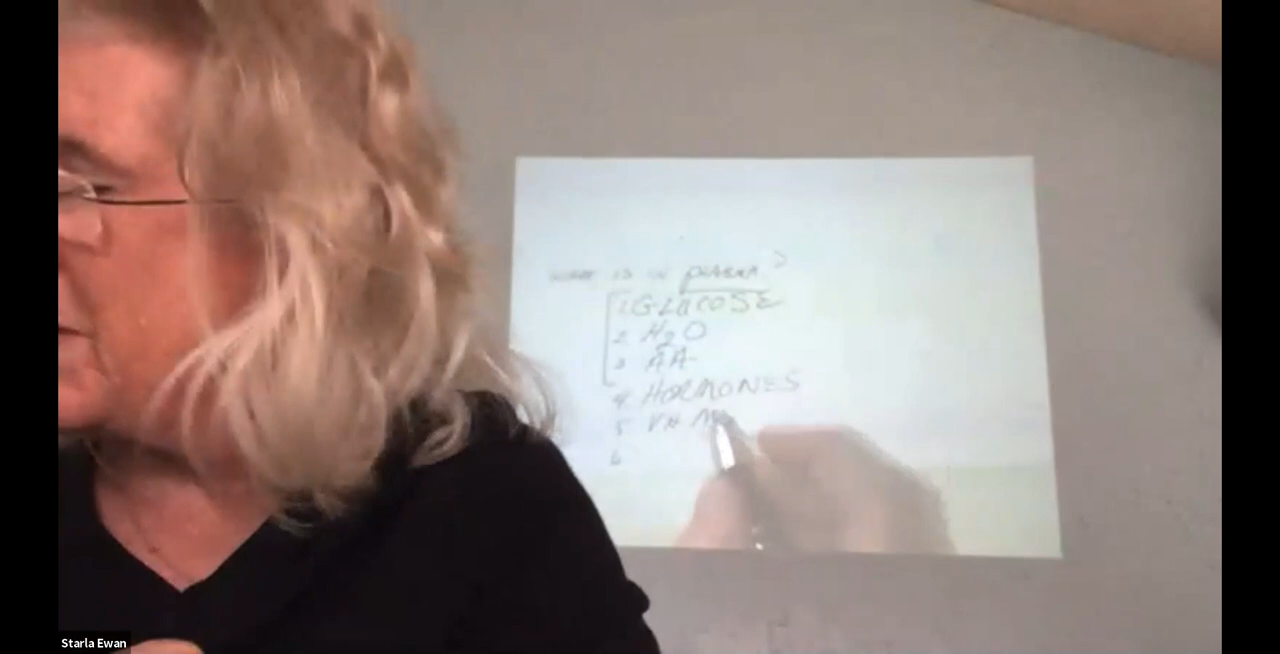 WHAT IS IN PLASMA?
1 GLUCOSE
2 H2O
3 AA
4 HORMONES
5
6
Starla Ewan